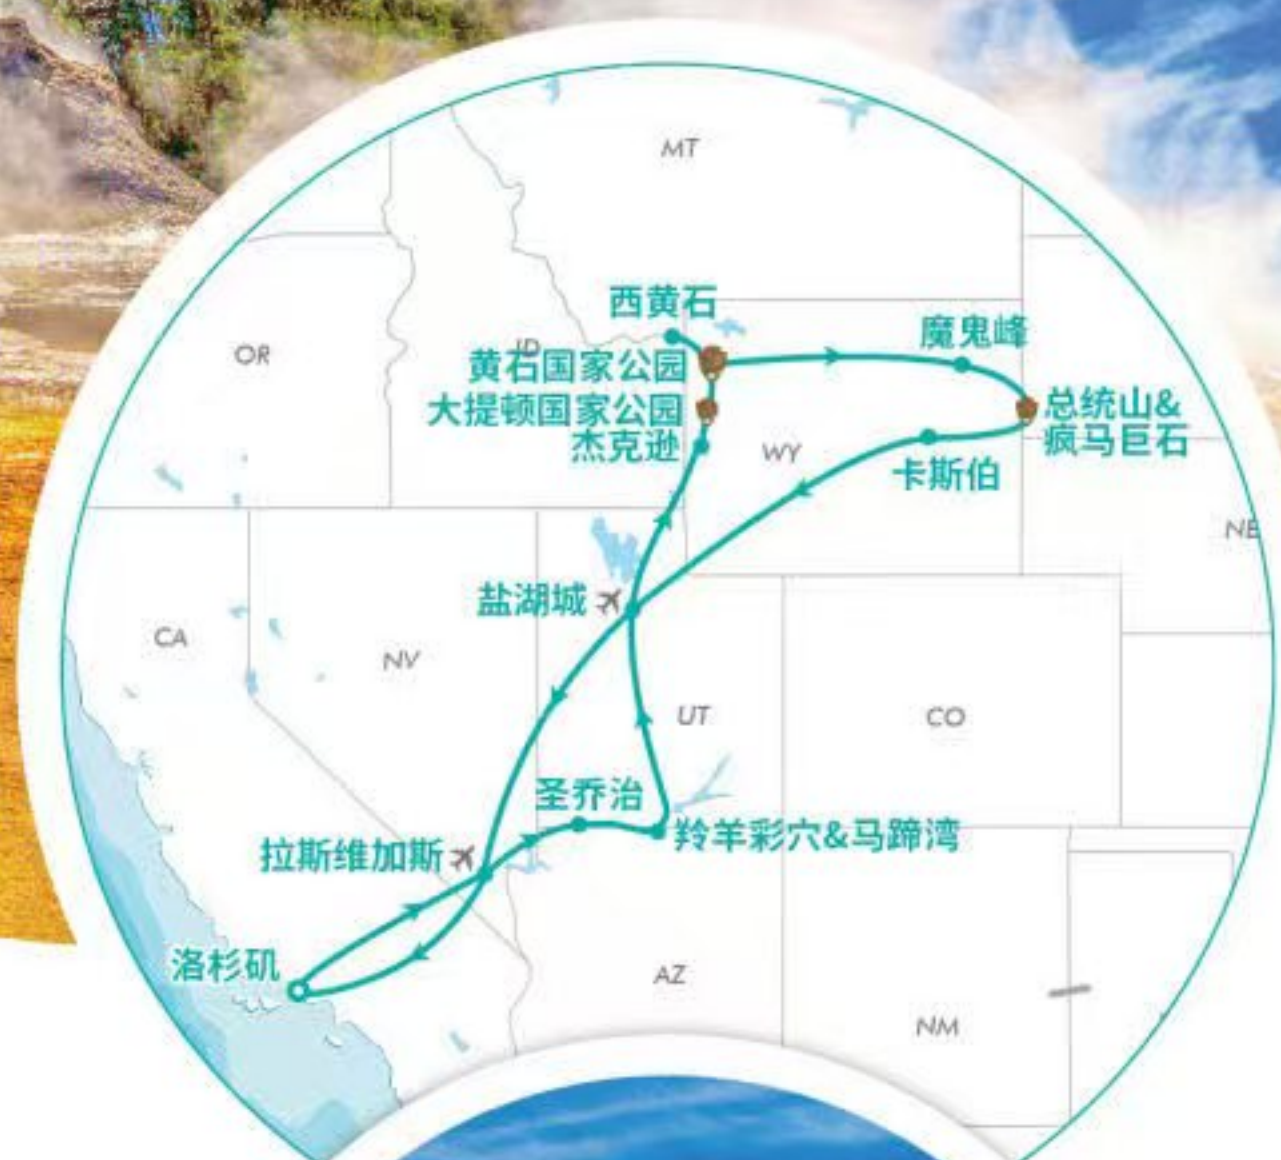 MT
西黄石
魔鬼峰
OR
ID
黄石国家公园
大提顿国家公园
总统山&
疯马巨石
杰克逊
WY
卡斯伯
NE
盐湖城
CA
NV
UT
CO
圣乔治
羚羊彩穴&马蹄湾
拉斯维加斯
洛杉矶
AZ
NM